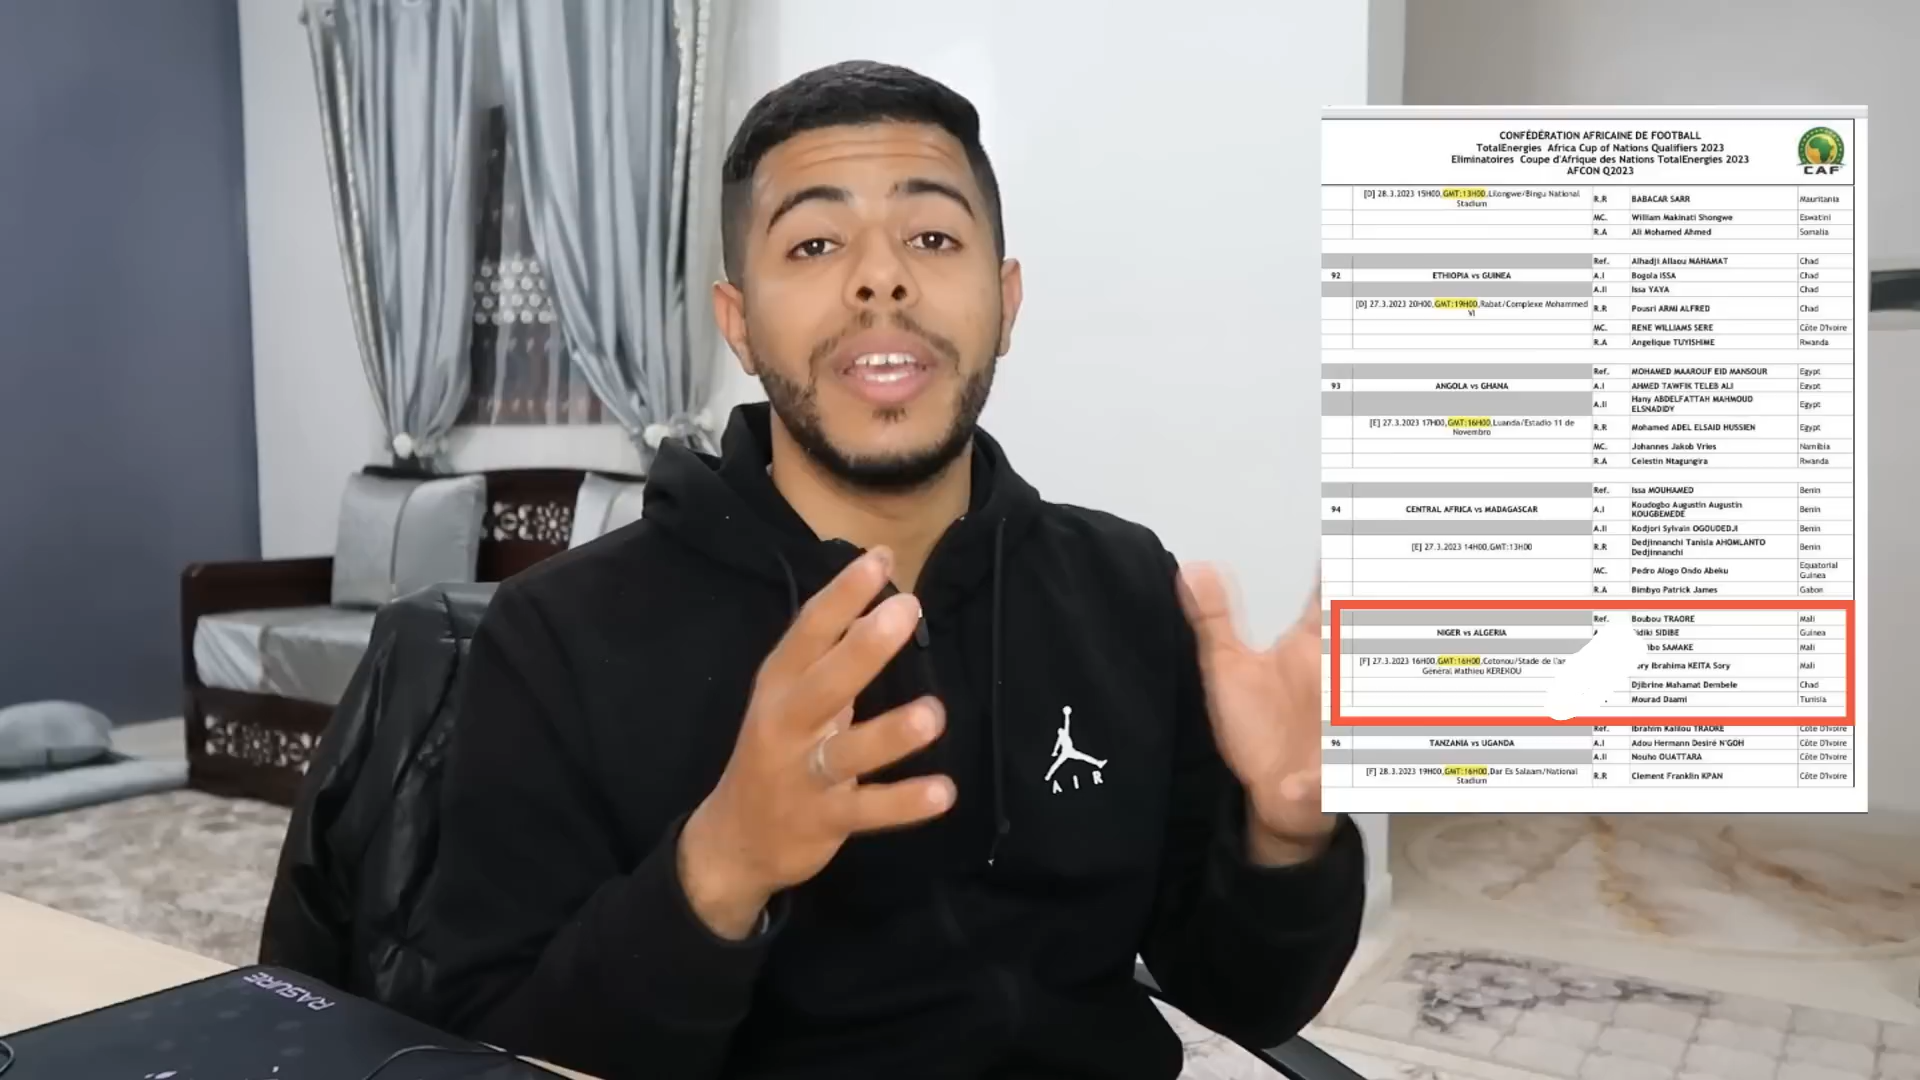 CONFÉDÉRATION AFRICAINE DE FOOTBALL
TotalEnergies Africa Cup of Nations Qualifiers 2023
Eliminatoires Coupe d'Afrique des Nations TotalEnergies 2023
AFCON Q2023
CAF
[D] 28.3.2023 15H00,GMT:13H00,Lilongwe/Bingu National
Stadium
R.R BABACAR SARR Mauritania
MC. William Makinati Shongwe Eswatini
R.A Ali Mohamed Ahmed Somalia
Ref. Alhadji Allaou MAHAMAT Chad
92 ETHIOPIA vs GUINEA A.I Bogola ISSA Chad
A.II Issa YAYA Chad
[D] 27.3.2023 20H00,GMT:19H00,Rabat/Complexe Mohammed
VI
R.R Pousri ARMI ALFRED Chad
MC. RENE WILLIAMS SERE Côte D'Ivoire
R.A Angelique TUYISHIME Rwanda
Ref. MOHAMED MAAROUF EID MANSOUR Egypt
93 ANGOLA vs GHANA A.I AHMED TAWFIK TELEB ALI Egypt
A.II Hany ABDELFATTAH MAHMOUD
ELSNADIDY Egypt
[E] 27.3.2023 17H00,GMT:16H00,Luanda/Estadio 11 de
Novembro
R.R Mohamed ADEL ELSAID HUSSIEN Egypt
MC. Johannes Jakob Vries Namibia
R.A Celestin Ntagungira Rwanda
Ref. Issa MOUHAMED Benin
94 CENTRAL AFRICA vs MADAGASCAR A.I Koudogbo Augustin Augustin
KOUGBEMEDE Benin
A.II Kodjori Sylvain OGOUDEDJI Benin
[E] 27.3.2023 14H00,GMT:13H00 R.R Dedjinnanchi Tanisla AHOMLANTO
Dedjinnanchi Benin
MC. Pedro Alogo Ondo Abeku Equatorial
Guinea
R.A Bimbyo Patrick James Gabon
Ref. Boubou TRAORE Mali
NIGER vs ALGERIA SIDIBE Guinea
SAMAKE Mali
[F] 27.3.2023 16H00,GMT:16H00,Cotonou/Stade de
Général Mathieu KEREKOU
Ibrahima KEITA Sory Mali
Djibrine Mahamat Dembele Chad
Mourad Daami Tunisia
Ref. Ibrahim Kalilou TRAORE Côte D'Ivoire
96 TANZANIA vs UGANDA A.I Adou Hermann Desiré N'GOH Côte D'Ivoire
A.II Nouho OUATTARA Côte D'Ivoire
[F] 28.3.2023 19H00,GMT:16H00,Dar Es Salaam/National
Stadium
R.R Clement Franklin KPAN Côte D'Ivoire
AIR
RASURE